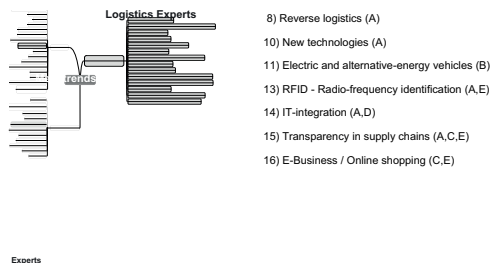 Logistics Experts
trends
8) Reverse logistics (A)
10) New technologies (A)
11) Electric and alternative-energy vehicles (B)
13) RFID - Radio-frequency identification (A,E)
14) IT-integration (A,D)
15) Transparency in supply chains (A,C,E)
16) E-Business / Online shopping (C,E)
Experts